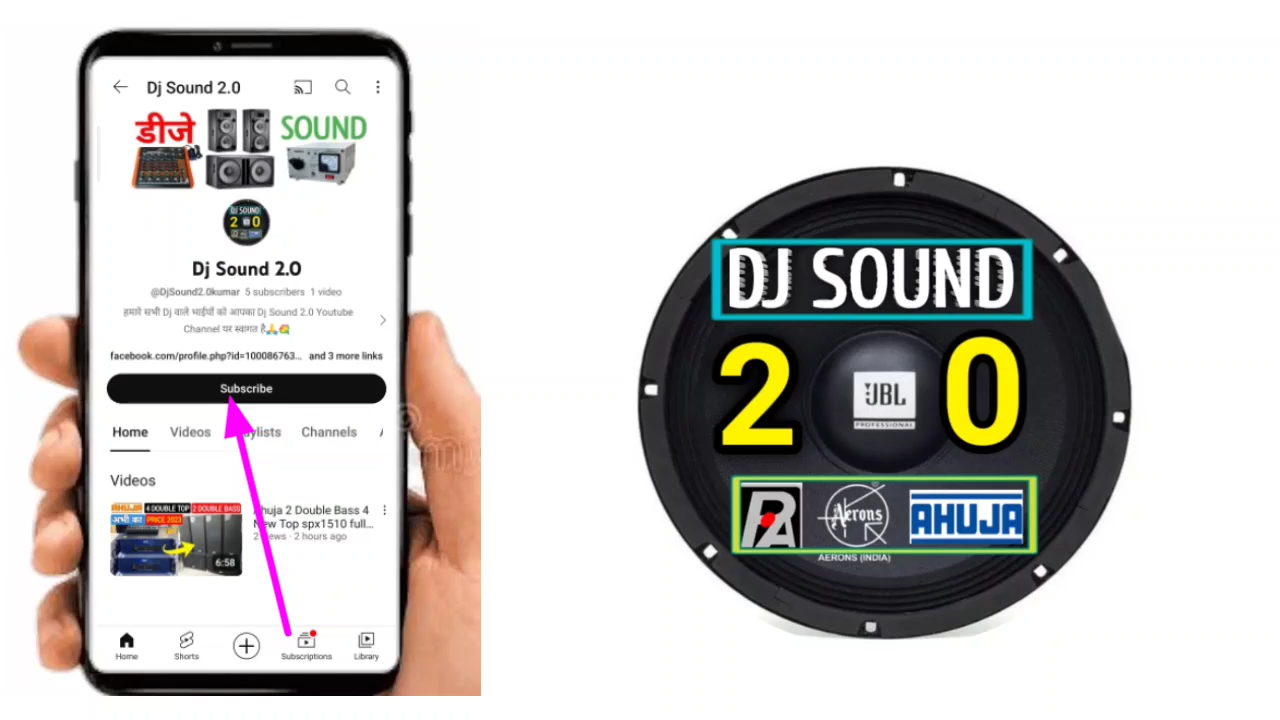 Dj Sound 2.0
डीजे SOUND
DJ SOUND
2 0
Dj Sound 2.0
@DjSound2.0kumar 5 subscribers 1 video
हमारे सभी Dj वाले भाईयों को आपका Dj Sound 2.0 Youtube
Channel पर स्वागत है🙏💐
facebook.com/profile.php?id=100086763... and 3 more links
Subscribe
Home Videos Channels
Videos
AHUJA 4 DOUBLE TOP 2 DOUBLE BASS
अभी का PRICE 2023
6:58
Ahuja 2 Double Bass 4
New Top spx1510 full...
2 views · 2 hours ago
Home Shorts Subscriptions Library
DJ SOUND
2 0
JBL
PROFESSIONAL
PA Aerons AHUJA
AERONS (INDIA)